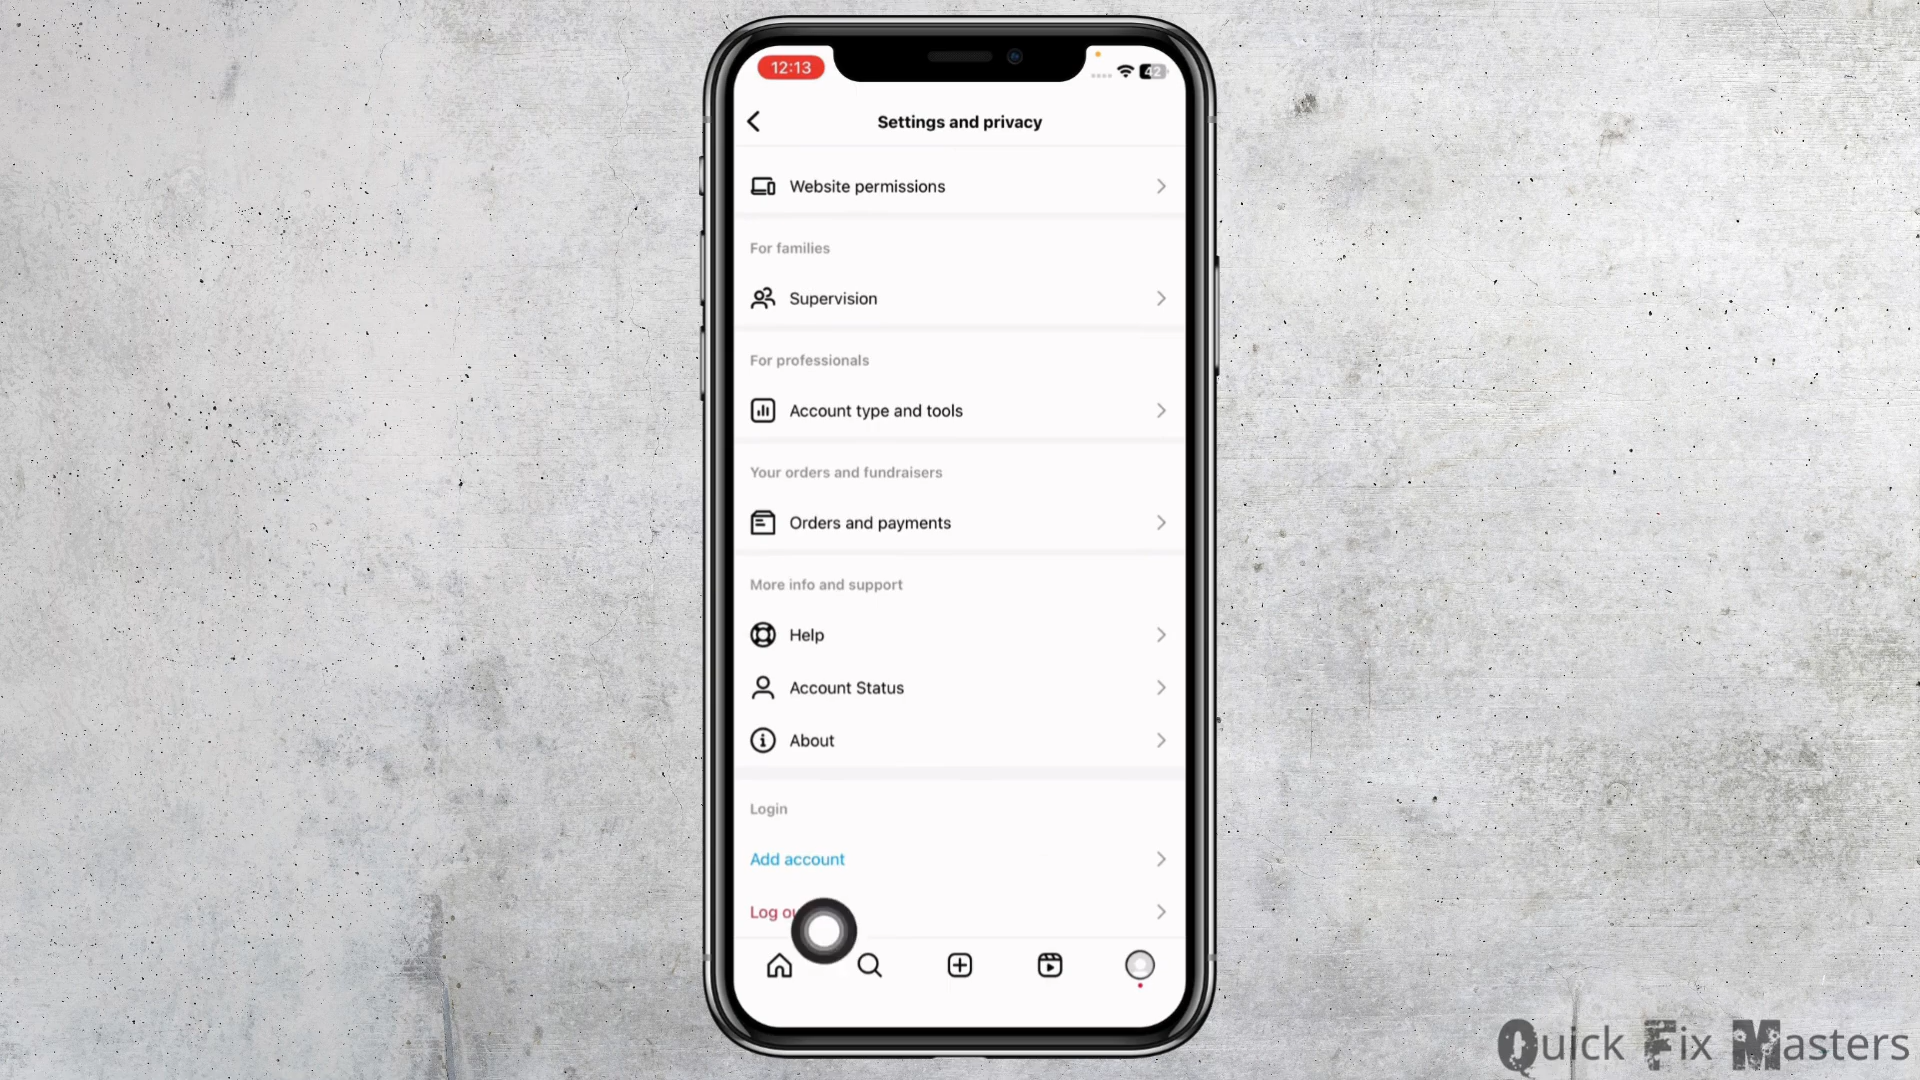 12:13
42
Settings and privacy
Website permissions
For families
Supervision
For professionals
Account type and tools
Your orders and fundraisers
Orders and payments
More info and support
Help
Account Status
About
Login
Add account
Log
Quick Fix Masters